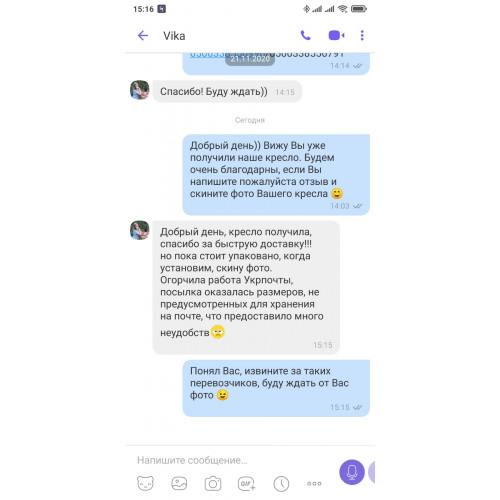 15:16
Vika
21.11.2020
14:14
Спасибо! Буду ждать)) 14:15
Сегодня
Добрый день)) Вижу Вы уже
получили наше кресло. Будем
очень благодарны, если Вы
напишите пожалуйста отзыв и
скините фото Вашего кресла 😄
14:03
Добрый день, кресло получила,
спасибо за быструю доставку!!!
но пока стоит упаковано, когда
установим, скину фото.
Огорчила работа Укрпочты,
посылка оказалась размеров, не
предусмотренных для хранения
на почте, что предоставило много
неудобств
15:15
Понял Вас, извините за таких
перевозчиков, буду ждать от Вас
фото 😉
15:15
Напишите сообщение...
GIF